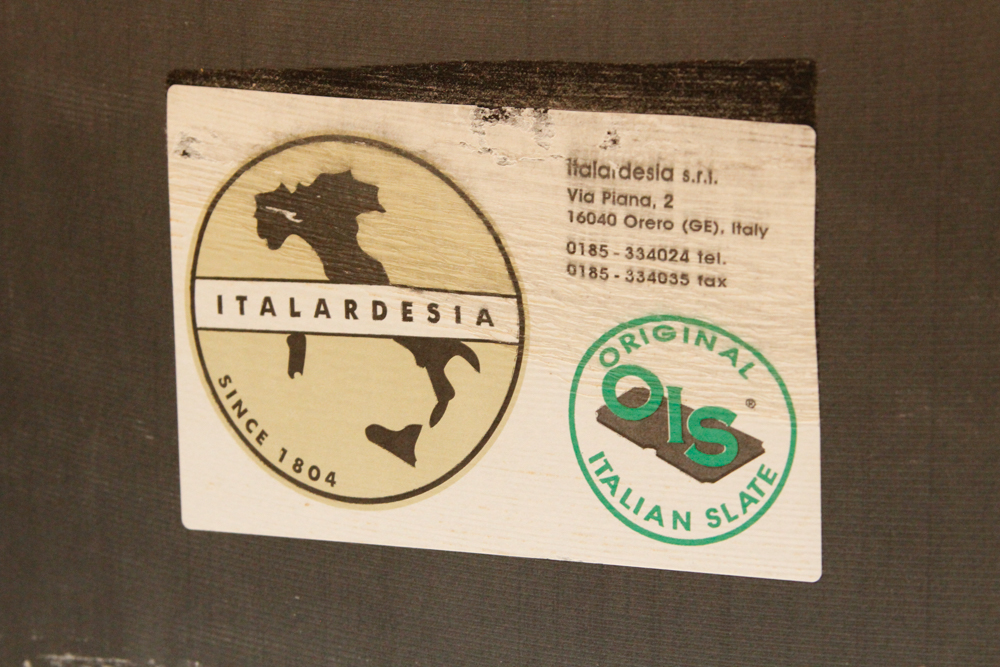 ITALARDESIA
SINCE 1804
Italardesia s.r.l.
Via Piana, 2
16040 Orero (GE), Italy
0185 - 334024 tel.
0185 - 334035 fax
ORIGINAL
OIS ®
ITALIAN SLATE